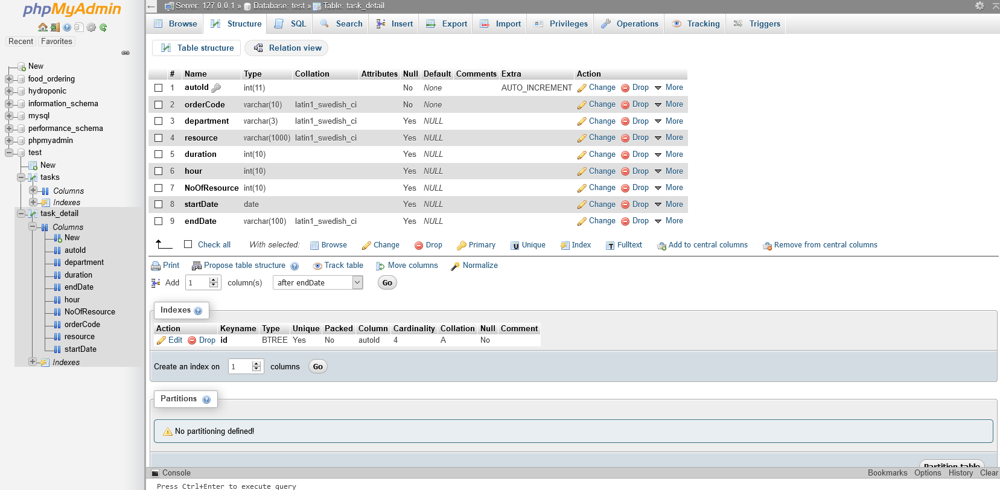 phpMyAdmin
Recent Favorites
New
food_ordering
hydroponic
information_schema
mysql
performance_schema
phpmyadmin
test
New
tasks
Columns
Indexes
task_detail
Columns
New
autoId
department
duration
endDate
hour
NoOfResource
orderCode
resource
startDate
Indexes
Server: 127.0.0.1 » Database: test » Table: task_detail
Browse Structure SQL Search Insert Export Import Privileges Operations Tracking Triggers
Table structure Relation view
# Name Type Collation Attributes Null Default Comments Extra Action
1 autoId int(11) No None AUTO_INCREMENT Change Drop More
2 orderCode varchar(10) latin1_swedish_ci No None Change Drop More
3 department varchar(3) latin1_swedish_ci Yes NULL Change Drop More
4 resource varchar(1000) latin1_swedish_ci Yes NULL Change Drop More
5 duration int(10) Yes NULL Change Drop More
6 hour int(10) Yes NULL Change Drop More
7 NoOfResource int(10) Yes NULL Change Drop More
8 startDate date Yes NULL Change Drop More
9 endDate varchar(100) latin1_swedish_ci Yes NULL Change Drop More
Check all With selected: Browse Change Drop Primary Unique Index Fulltext Add to central columns Remove from central columns
Print Propose table structure Track table Move columns Normalize
Add 1 column(s) after endDate Go
Indexes
Action Keyname Type Unique Packed Column Cardinality Collation Null Comment
Edit Drop id BTREE Yes No autoId 4 A No
Create an index on 1 columns Go
Partitions
No partitioning defined!
Partition table
Console Bookmarks Options History Clear
Press Ctrl+Enter to execute query